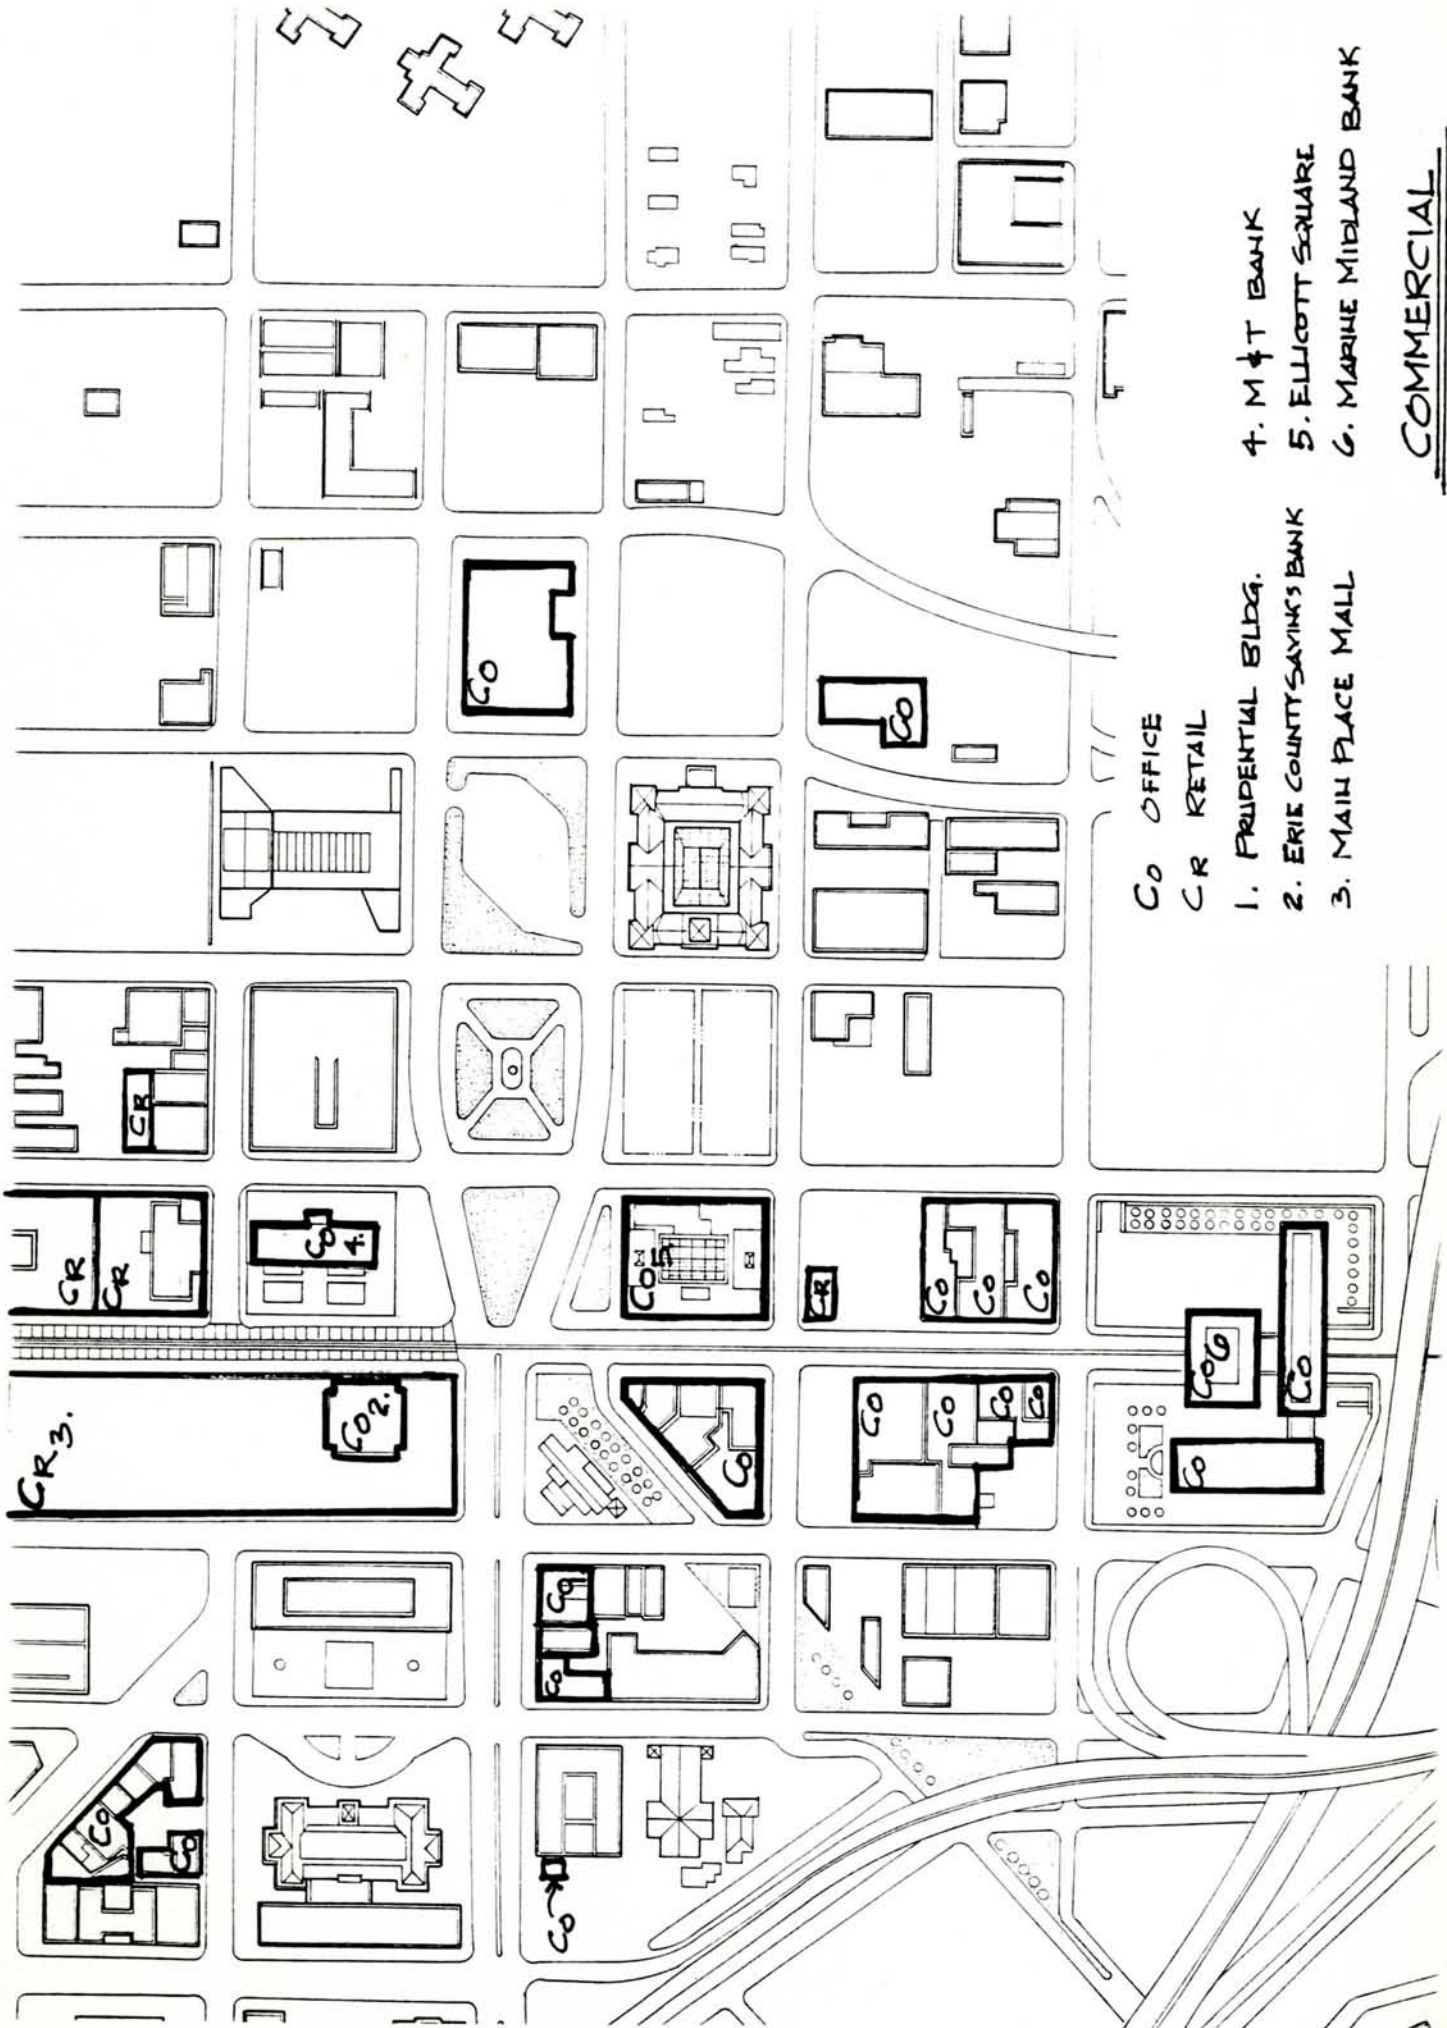 CR 3.
CR
CO
CR
CR
CO
CO
4.
CO 2.
CO
CO
CO
CO
CO 5
CO
CR
CO
CO
CO
CO
CO
CO
CO
CO
CO
CO 6
CO
CO OFFICE
CR RETAIL
1. PRUDENTIAL BLDG.
2. ERIE COUNTY SAVINGS BANK
3. MAIN PLACE MALL
4. M & T BANK
5. ELLICOTT SQUARE
6. MARINE MIDLAND BANK
COMMERCIAL